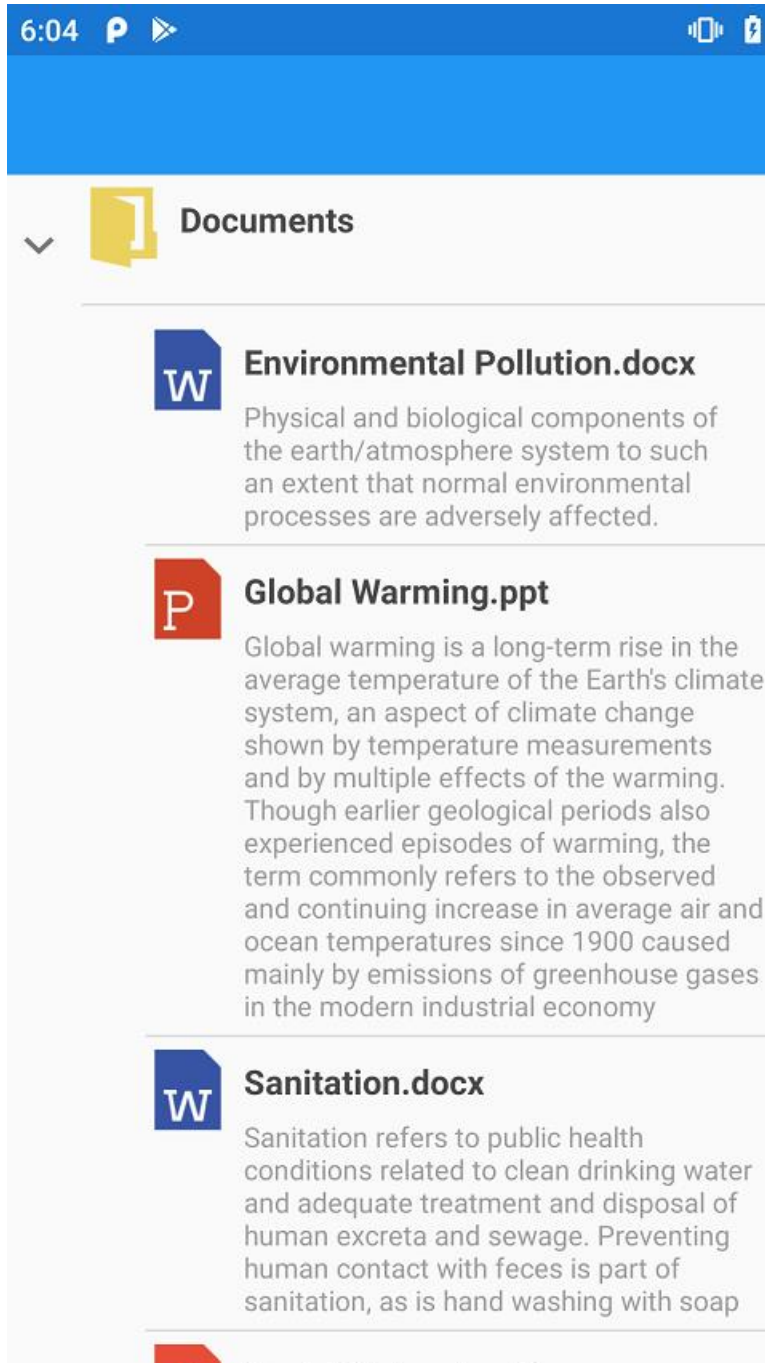 6:04
Documents
W
Environmental Pollution.docx
Physical and biological components of
the earth/atmosphere system to such
an extent that normal environmental
processes are adversely affected.
P
Global Warming.ppt
Global warming is a long-term rise in the
average temperature of the Earth's climate
system, an aspect of climate change
shown by temperature measurements
and by multiple effects of the warming.
Though earlier geological periods also
experienced episodes of warming, the
term commonly refers to the observed
and continuing increase in average air and
ocean temperatures since 1900 caused
mainly by emissions of greenhouse gases
in the modern industrial economy
W
Sanitation.docx
Sanitation refers to public health
conditions related to clean drinking water
and adequate treatment and disposal of
human excreta and sewage. Preventing
human contact with feces is part of
sanitation, as is hand washing with soap